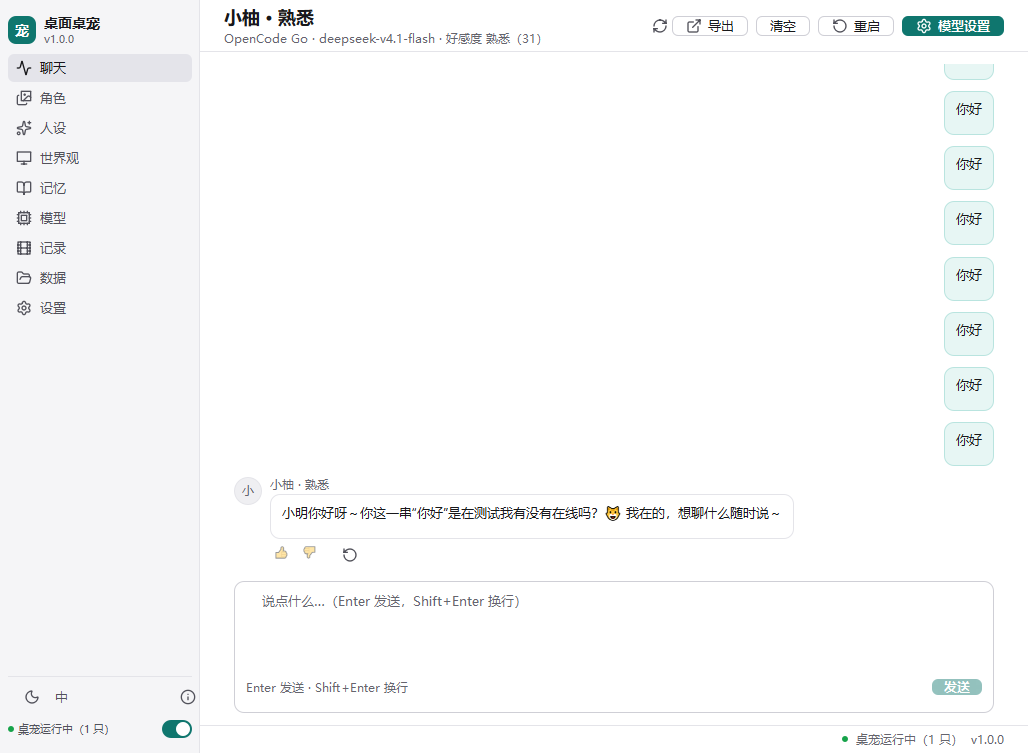 宠
桌面桌宠
v1.0.0
聊天
角色
人设
世界观
记忆
模型
记录
数据
设置
中
桌宠运行中（1 只）
小柚 · 熟悉
OpenCode Go · deepseek-v4.1-flash · 好感度 熟悉（31）
导出
清空
重启
模型设置
你好
你好
你好
你好
你好
你好
你好
小
小柚 · 熟悉
小明你好呀～你这一串“你好”是在测试我有没有在线吗？🐱 我在的，想聊什么随时说～
说点什么...（Enter 发送，Shift+Enter 换行）
Enter 发送 · Shift+Enter 换行
发送
桌宠运行中（1 只）
v1.0.0